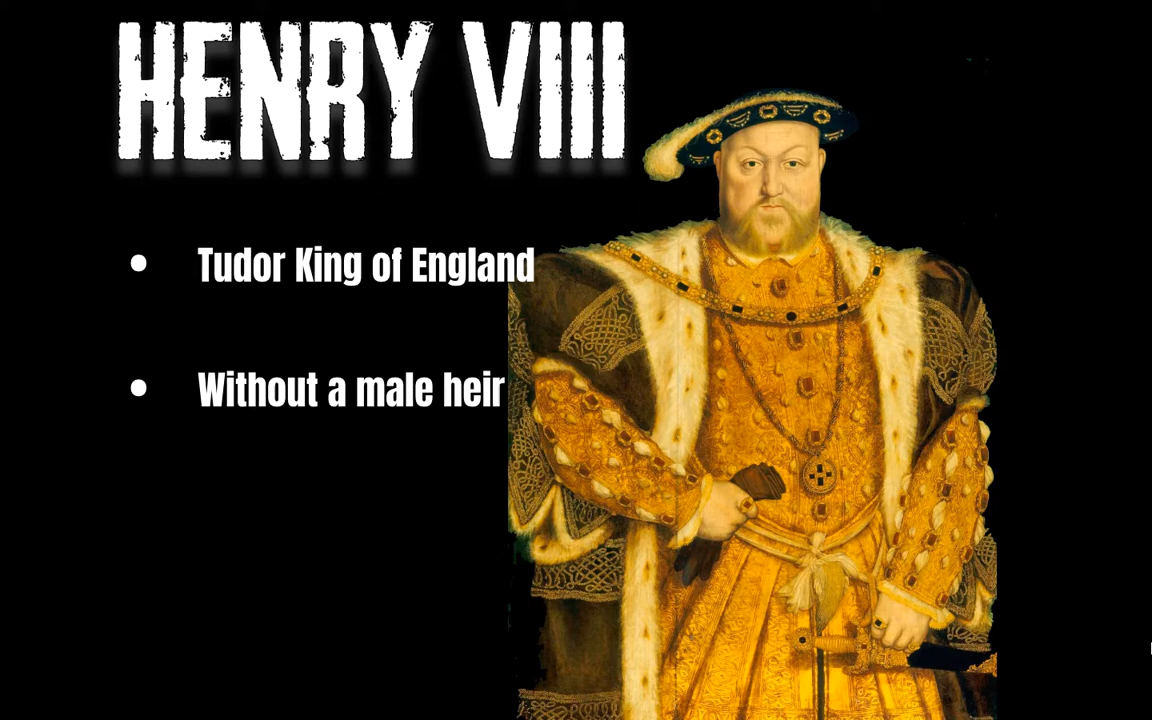 HENRY VIII
• Tudor King of England
• Without a male heir